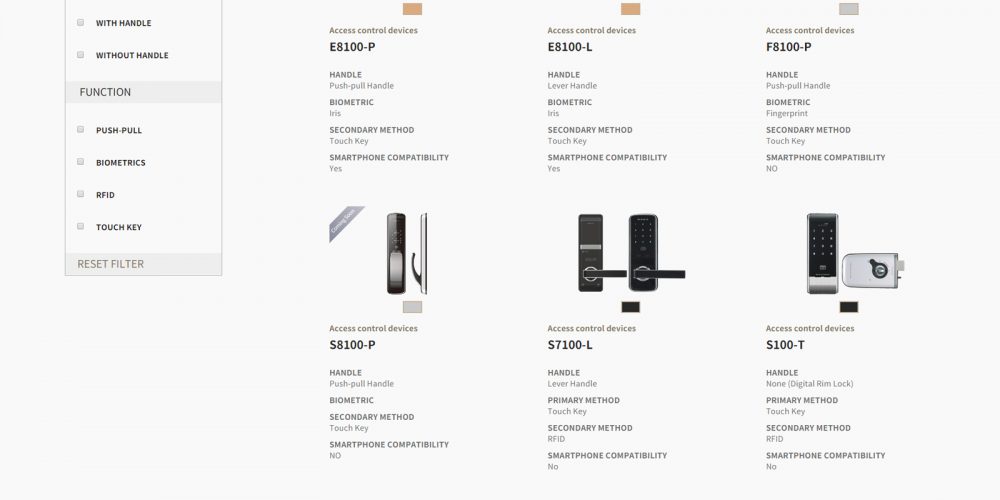 WITH HANDLE
WITHOUT HANDLE
FUNCTION
PUSH-PULL
BIOMETRICS
RFID
TOUCH KEY
RESET FILTER
Access control devices
E8100-P
HANDLE
Push-pull Handle
BIOMETRIC
Iris
SECONDARY METHOD
Touch Key
SMARTPHONE COMPATIBILITY
Yes
Access control devices
E8100-L
HANDLE
Lever Handle
BIOMETRIC
Iris
SECONDARY METHOD
Touch Key
SMARTPHONE COMPATIBILITY
Yes
Access control devices
F8100-P
HANDLE
Push-pull Handle
BIOMETRIC
Fingerprint
SECONDARY METHOD
Touch Key
SMARTPHONE COMPATIBILITY
NO
Coming Soon
Access control devices
S8100-P
HANDLE
Push-pull Handle
BIOMETRIC
SECONDARY METHOD
Touch Key
SMARTPHONE COMPATIBILITY
NO
Access control devices
S7100-L
HANDLE
Lever Handle
PRIMARY METHOD
Touch Key
SECONDARY METHOD
RFID
SMARTPHONE COMPATIBILITY
No
Access control devices
S100-T
HANDLE
None (Digital Rim Lock)
PRIMARY METHOD
Touch Key
SECONDARY METHOD
RFID
SMARTPHONE COMPATIBILITY
No